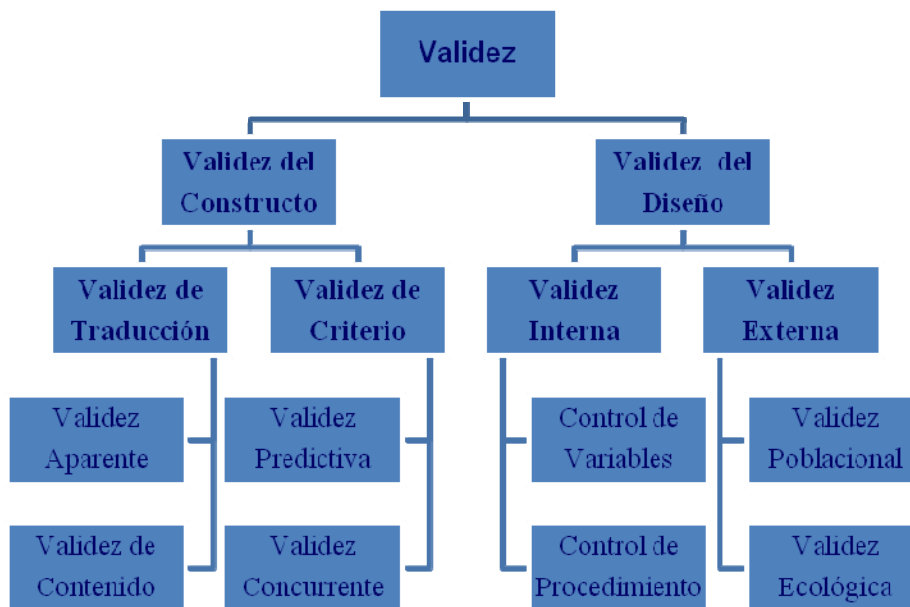 Validez
Validez del
Constructo
Validez del
Diseño
Validez de
Traducción
Validez de
Criterio
Validez
Interna
Validez
Externa
Validez
Aparente
Validez
Predictiva
Control de
Variables
Validez
Poblacional
Validez de
Contenido
Validez
Concurrente
Control de
Procedimiento
Validez
Ecológica